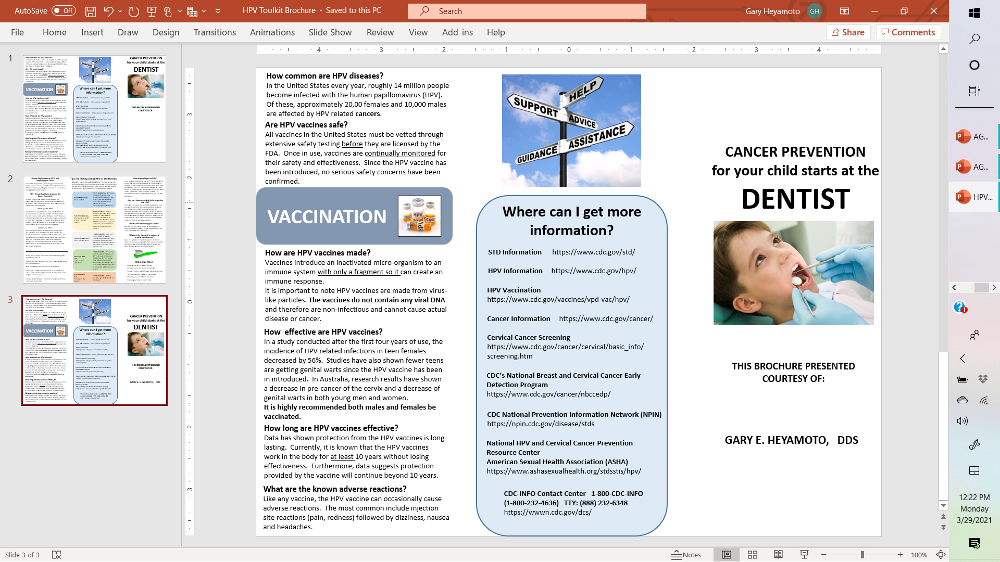 AutoSave Off
HPV Toolkit Brochure - Saved to this PC
Search
Gary Heyamoto GH
File Home Insert Draw Design Transitions Animations Slide Show Review View Add-ins Help
Share Comments
1
2
3
How common are HPV diseases?
In the United States every year, roughly 14 million people
become infected with the human papillomavirus (HPV).
Of these, approximately 20,00 females and 10,000 males
are affected by HPV related cancers.
Are HPV vaccines safe?
All vaccines in the United States must be vetted through
extensive safety testing before they are licensed by the
FDA. Once in use, vaccines are continually monitored for
their safety and effectiveness. Since the HPV vaccine has
been introduced, no serious safety concerns have been
confirmed.
VACCINATION
HPV
How are HPV vaccines made?
Vaccines introduce an inactivated micro-organism to an
immune system with only a fragment so it can create an
immune response.
It is important to note HPV vaccines are made from virus-
like particles. The vaccines do not contain any viral DNA
and therefore are non-infectious and cannot cause actual
disease or cancer.
How effective are HPV vaccines?
In a study conducted after the first four years of use, the
incidence of HPV related infections in teen females
decreased by 56%. Studies have also shown fewer teens
are getting genital warts since the HPV vaccine has been
in introduced. In Australia, research results have shown
a decrease in pre-cancer of the cervix and a decrease of
genital warts in both young men and women.
It is highly recommended both males and females be
vaccinated.
How long are HPV vaccines effective?
Data has shown protection from the HPV vaccines is long
lasting. Currently, it is known that the HPV vaccines
work in the body for at least 10 years without losing
effectiveness. Furthermore, data suggests protection
provided by the vaccine will continue beyond 10 years.
What are the known adverse reactions?
Like any vaccine, the HPV vaccine can occasionally cause
adverse reactions. The most common include injection
site reactions (pain, redness) followed by dizziness, nausea
and headaches.
HELP
SUPPORT
ADVICE
ASSISTANCE
GUIDANCE
Where can I get more
information?
STD Information https://www.cdc.gov/std/
HPV Information https://www.cdc.gov/hpv/
HPV Vaccination
https://www.cdc.gov/vaccines/vpd-vac/hpv/
Cancer Information https://www.cdc.gov/cancer/
Cervical Cancer Screening
https://www.cdc.gov/cancer/cervical/basic_info/
screening.htm
CDC's National Breast and Cervical Cancer Early
Detection Program
https://www.cdc.gov/cancer/nbccedp/
CDC National Prevention Information Network (NPIN)
https://npin.cdc.gov/disease/stds
National HPV and Cervical Cancer Prevention
Resource Center
American Sexual Health Association (ASHA)
https://www.ashasexualhealth.org/stdsstis/hpv/
CDC-INFO Contact Center 1-800-CDC-INFO
(1-800-232-4636) TTY: (888) 232-6348
https://wwwn.cdc.gov/dcs/
CANCER PREVENTION
for your child starts at the
DENTIST
THIS BROCHURE PRESENTED
COURTESY OF:
GARY E. HEYAMOTO, DDS
AG...
AG...
HPV...
12:22 PM
Monday
3/29/2021
Slide 3 of 3
Notes
100%